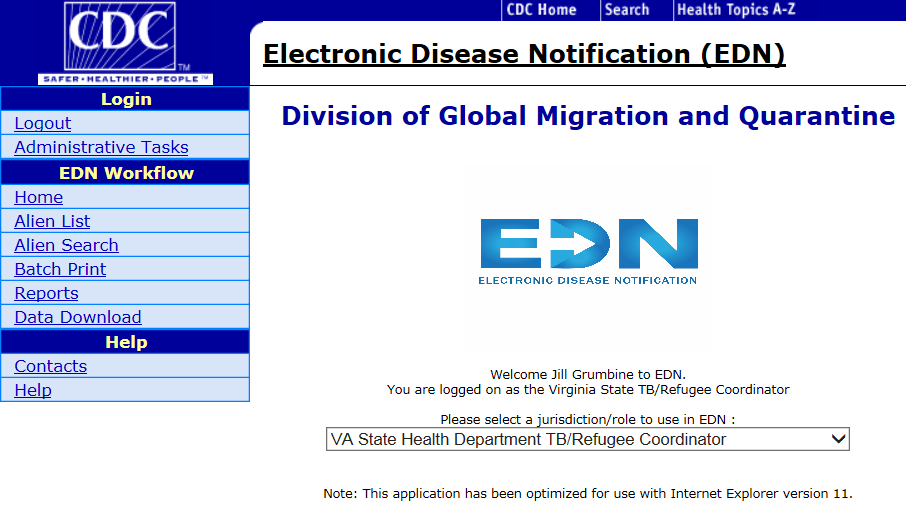 CDC Home
Search
Health Topics A-Z
CDC
TM
SAFER•HEALTHIER•PEOPLE™
Electronic Disease Notification (EDN)
Login
Logout
Administrative Tasks
EDN Workflow
Home
Alien List
Alien Search
Batch Print
Reports
Data Download
Help
Contacts
Help
Division of Global Migration and Quarantine
EDN
ELECTRONIC DISEASE NOTIFICATION
Welcome Jill Grumbine to EDN.
You are logged on as the Virginia State TB/Refugee Coordinator
Please select a jurisdiction/role to use in EDN :
VA State Health Department TB/Refugee Coordinator
Note: This application has been optimized for use with Internet Explorer version 11.